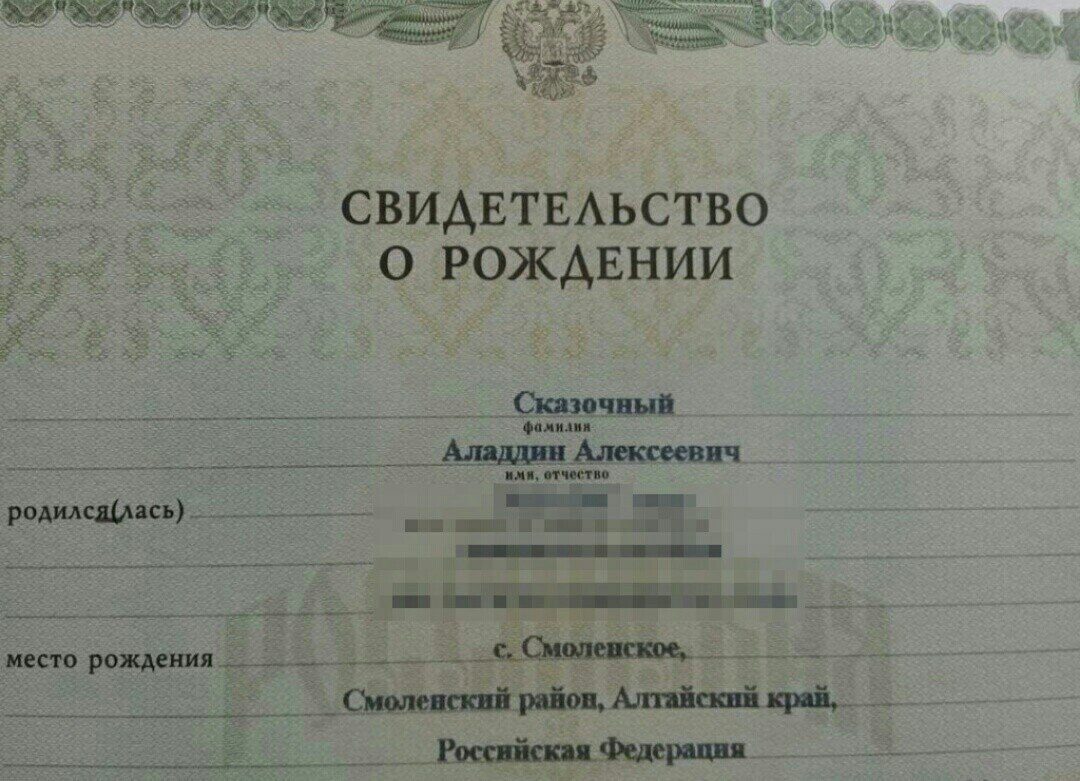 СВИДЕТЕЛЬСТВО
О РОЖДЕНИИ
Сказочный
фамилия
Аладдин Алексеевич
имя, отчество
родился(лась)
место рождения с. Смоленское,
Смоленский район, Алтайский край,
Российская Федерация